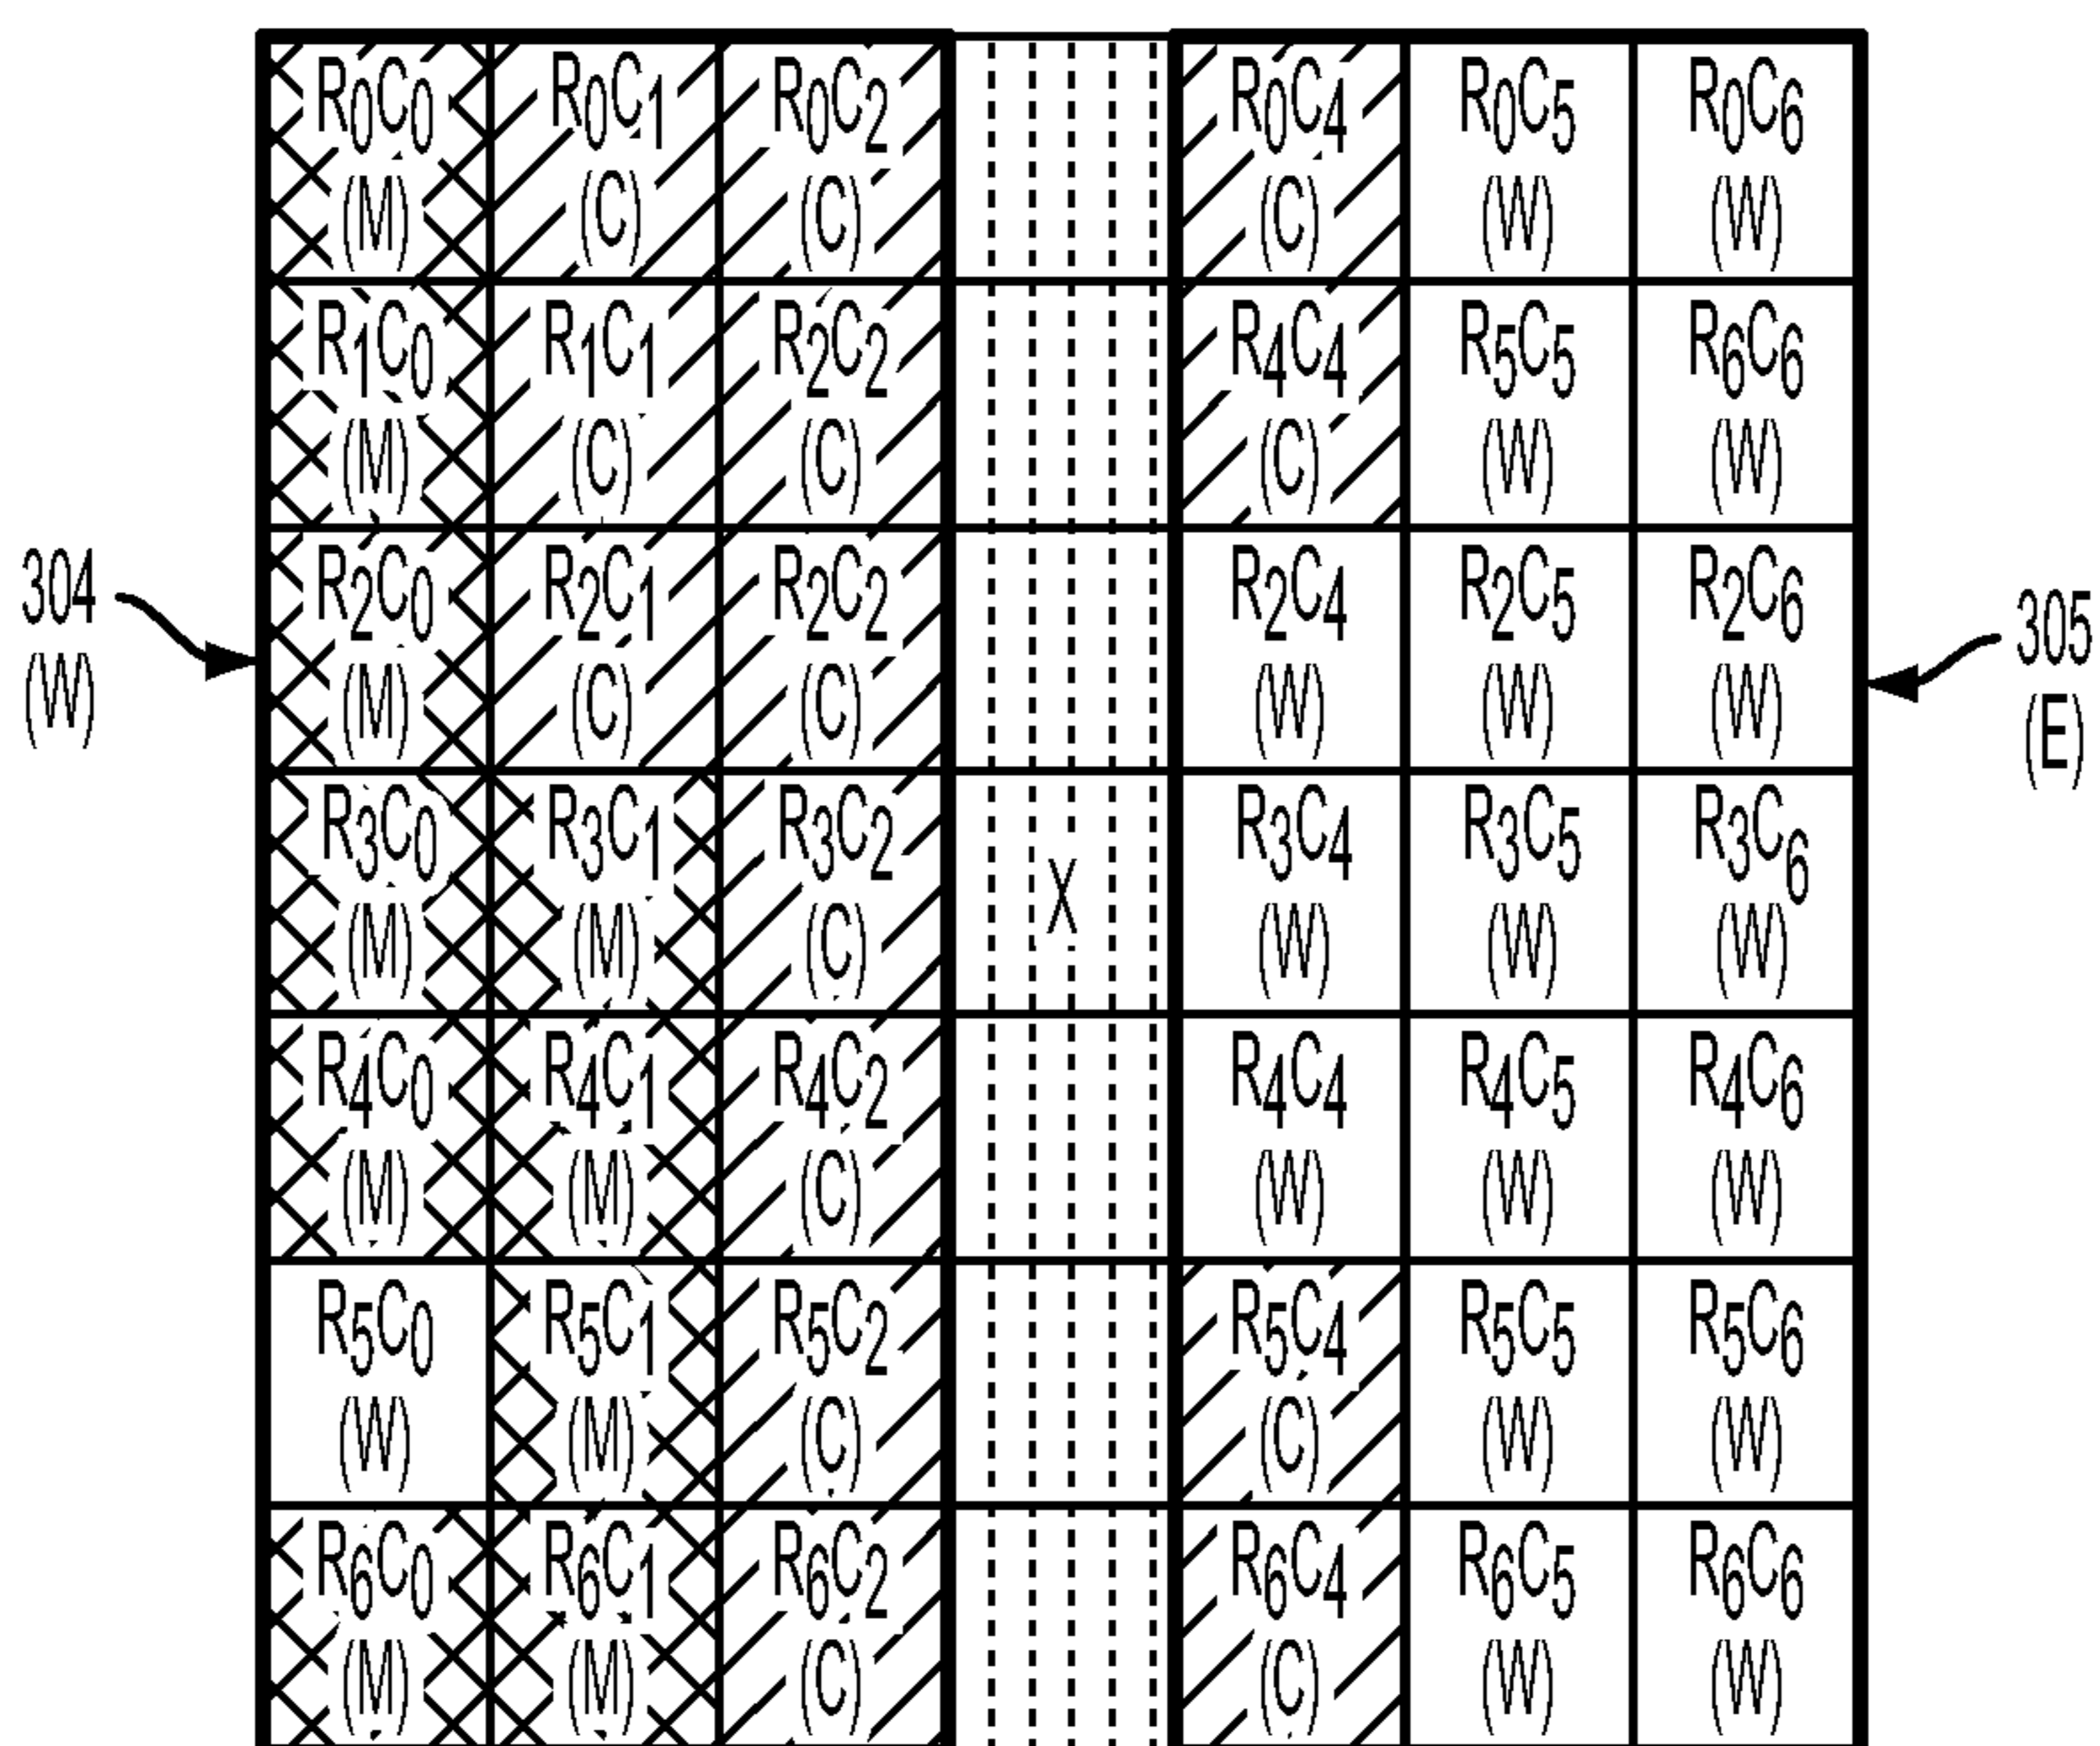 R0C0 R0C1 R0C2 R0C4 R0C5 R0C6
(M) (C) (C) (C) (W) (W)
R1C0 R1C1 R2C2 R4C4 R5C5 R6C6
(M) (C) (C) (C) (W) (W)
304 R2C0 R2C1 R2C2 R2C4 R2C5 R2C6 305
(W) (M) (C) (C) (W) (W) (W) (E)
R3C0 R3C1 R3C2 X R3C4 R3C5 R3C6
(M) (M) (C) (W) (W) (W)
R4C0 R4C1 R4C2 R4C4 R4C5 R4C6
(M) (M) (C) (W) (W) (W)
R5C0 R5C1 R5C2 R5C4 R5C5 R5C6
(W) (M) (C) (C) (W) (W)
R6C0 R6C1 R6C2 R6C4 R6C5 R6C6
(M) (M) (C) (C) (W) (W)